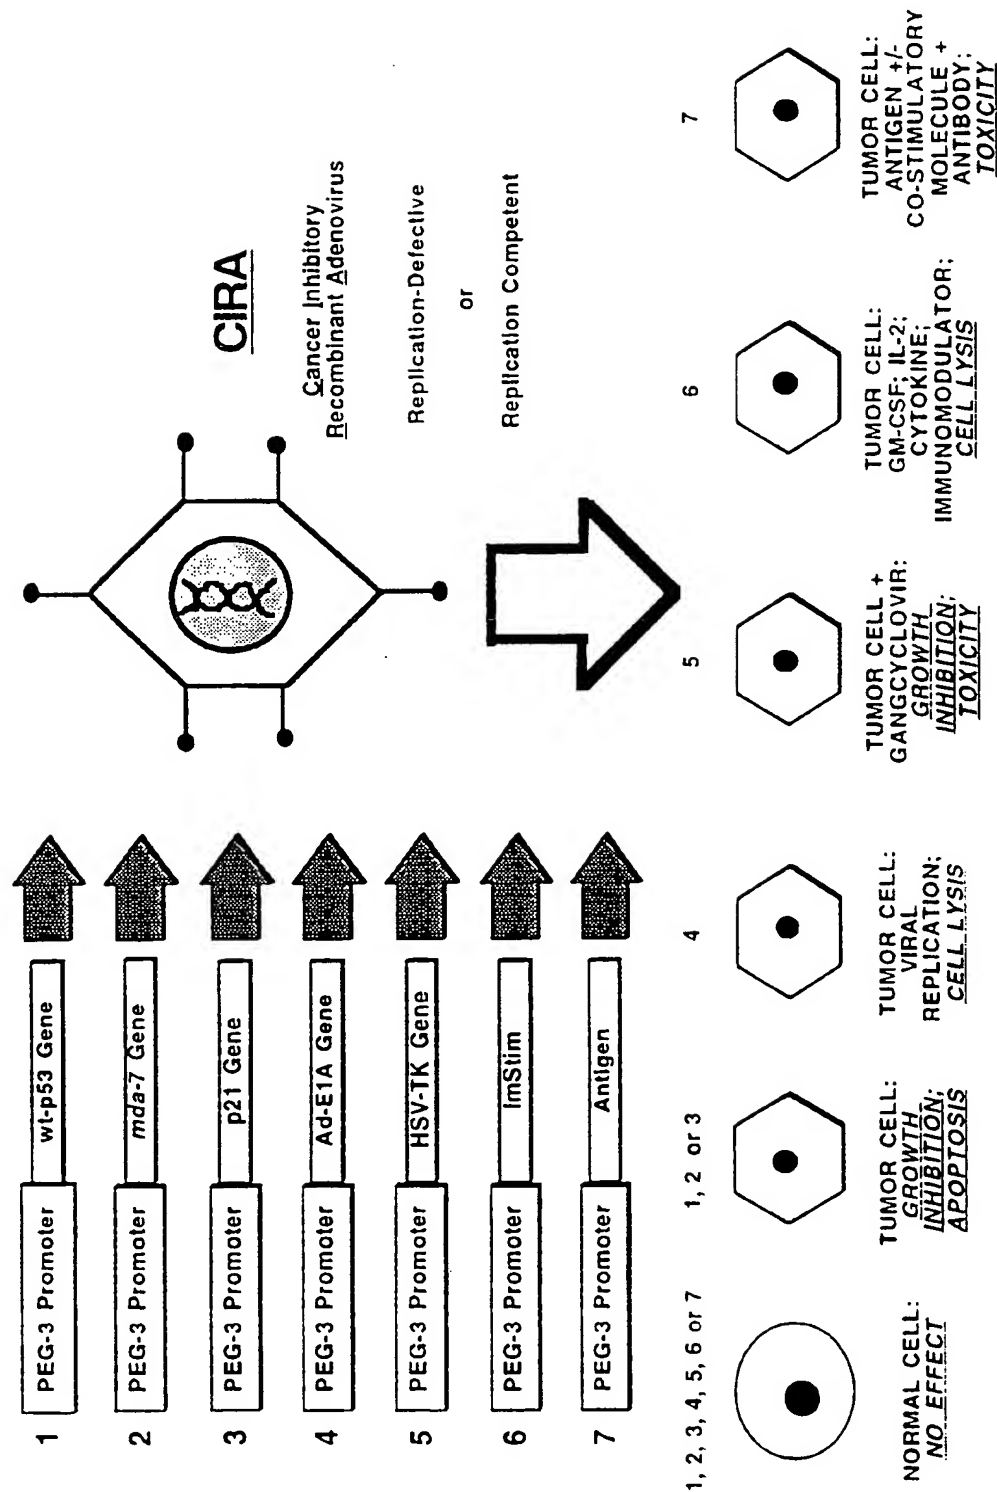 1 PEG-3 Promoter wt-p53 Gene
2 PEG-3 Promoter mda-7 Gene
3 PEG-3 Promoter p21 Gene
4 PEG-3 Promoter Ad-E1A Gene
5 PEG-3 Promoter HSV-TK Gene
6 PEG-3 Promoter ImStim
7 PEG-3 Promoter Antigen
CIRA
Cancer Inhibitory
Recombinant Adenovirus
Replication-Defective
or
Replication Competent
1, 2, 3, 4, 5, 6 or 7
NORMAL CELL:
NO EFFECT
1, 2 or 3
TUMOR CELL:
GROWTH
INHIBITION;
APOPTOSIS
4
TUMOR CELL:
VIRAL
REPLICATION;
CELL LYSIS
5
TUMOR CELL +
GANGCYCLOVIR:
GROWTH
INHIBITION;
TOXICITY
6
TUMOR CELL:
GM-CSF; IL-2;
CYTOKINE;
IMMUNOMODULATOR;
CELL LYSIS
7
TUMOR CELL:
ANTIGEN +/-
CO-STIMULATORY
MOLECULE +
ANTIBODY;
TOXICITY